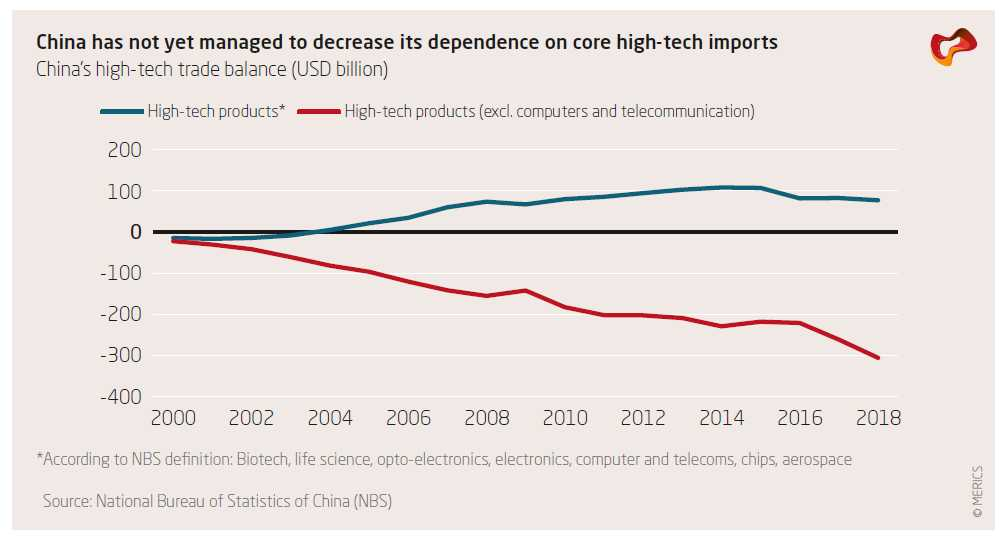 China has not yet managed to decrease its dependence on core high-tech imports
China's high-tech trade balance (USD billion)
High-tech products* High-tech products (excl. computers and telecommunication)
200
100
0
-100
-200
-300
-400
2000 2002 2004 2006 2008 2010 2012 2014 2016 2018
*According to NBS definition: Biotech, life science, opto-electronics, electronics, computer and telecoms, chips, aerospace
Source: National Bureau of Statistics of China (NBS)
© MERICS